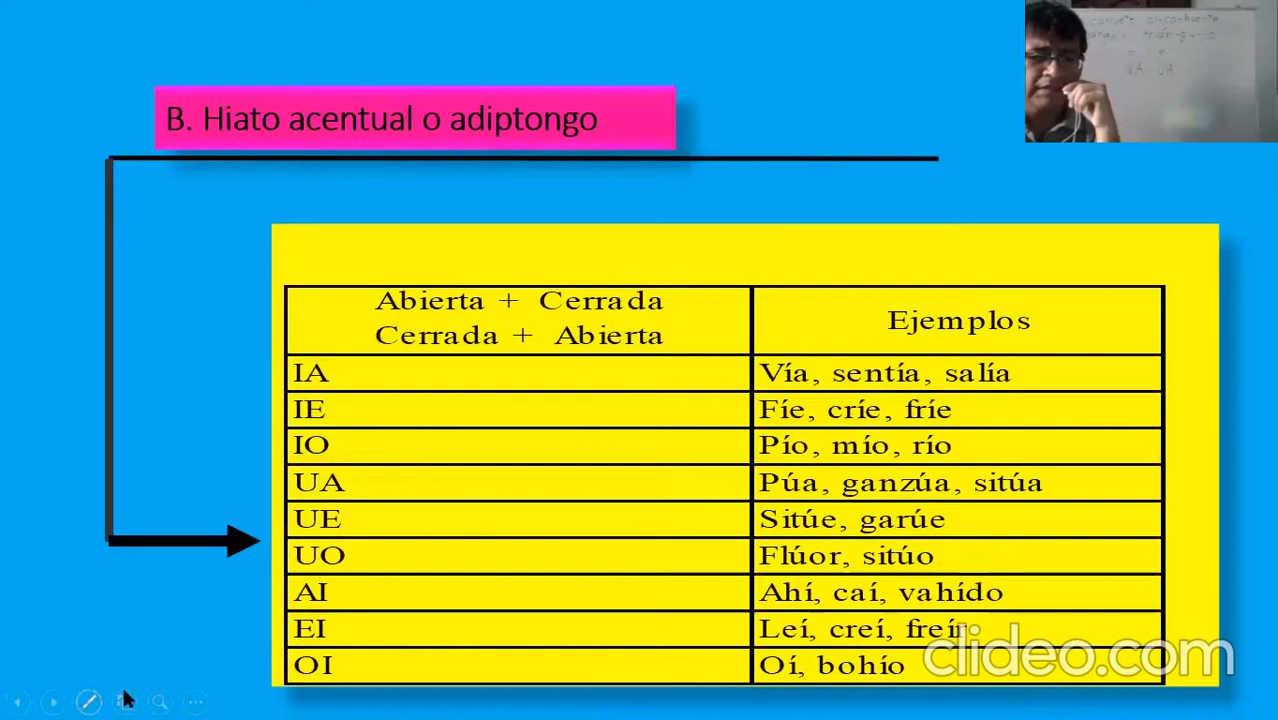 B. Hiato acentual o adiptongo
Abierta + Cerrada
Cerrada + Abierta
Ejemplos
IA
Vía, sentía, salía
IE
Fíe, críe, fríe
IO
Pío, mío, río
UA
Púa, ganzúa, sitúa
UE
Sitúe, garúe
UO
Flúor, sitúo
AI
Ahí, caí, vahído
EI
Leí, creí, freír
OI
Oí, bohío
clideo.com